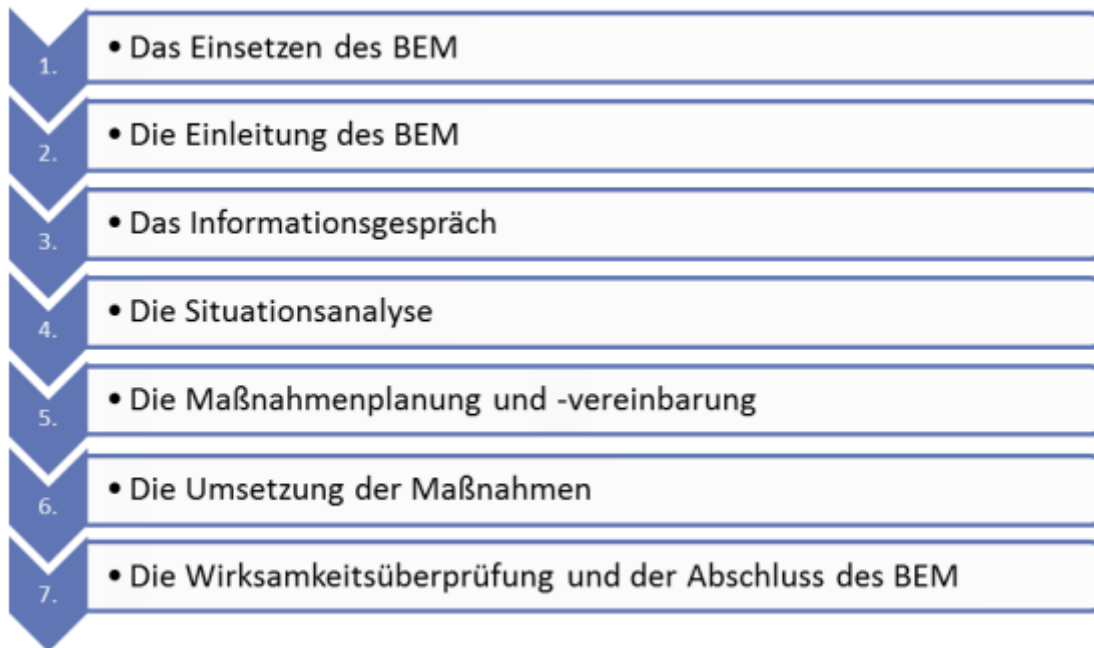 1. • Das Einsetzen des BEM
2. • Die Einleitung des BEM
3. • Das Informationsgespräch
4. • Die Situationsanalyse
5. • Die Maßnahmenplanung und -vereinbarung
6. • Die Umsetzung der Maßnahmen
7. • Die Wirksamkeitsüberprüfung und der Abschluss des BEM